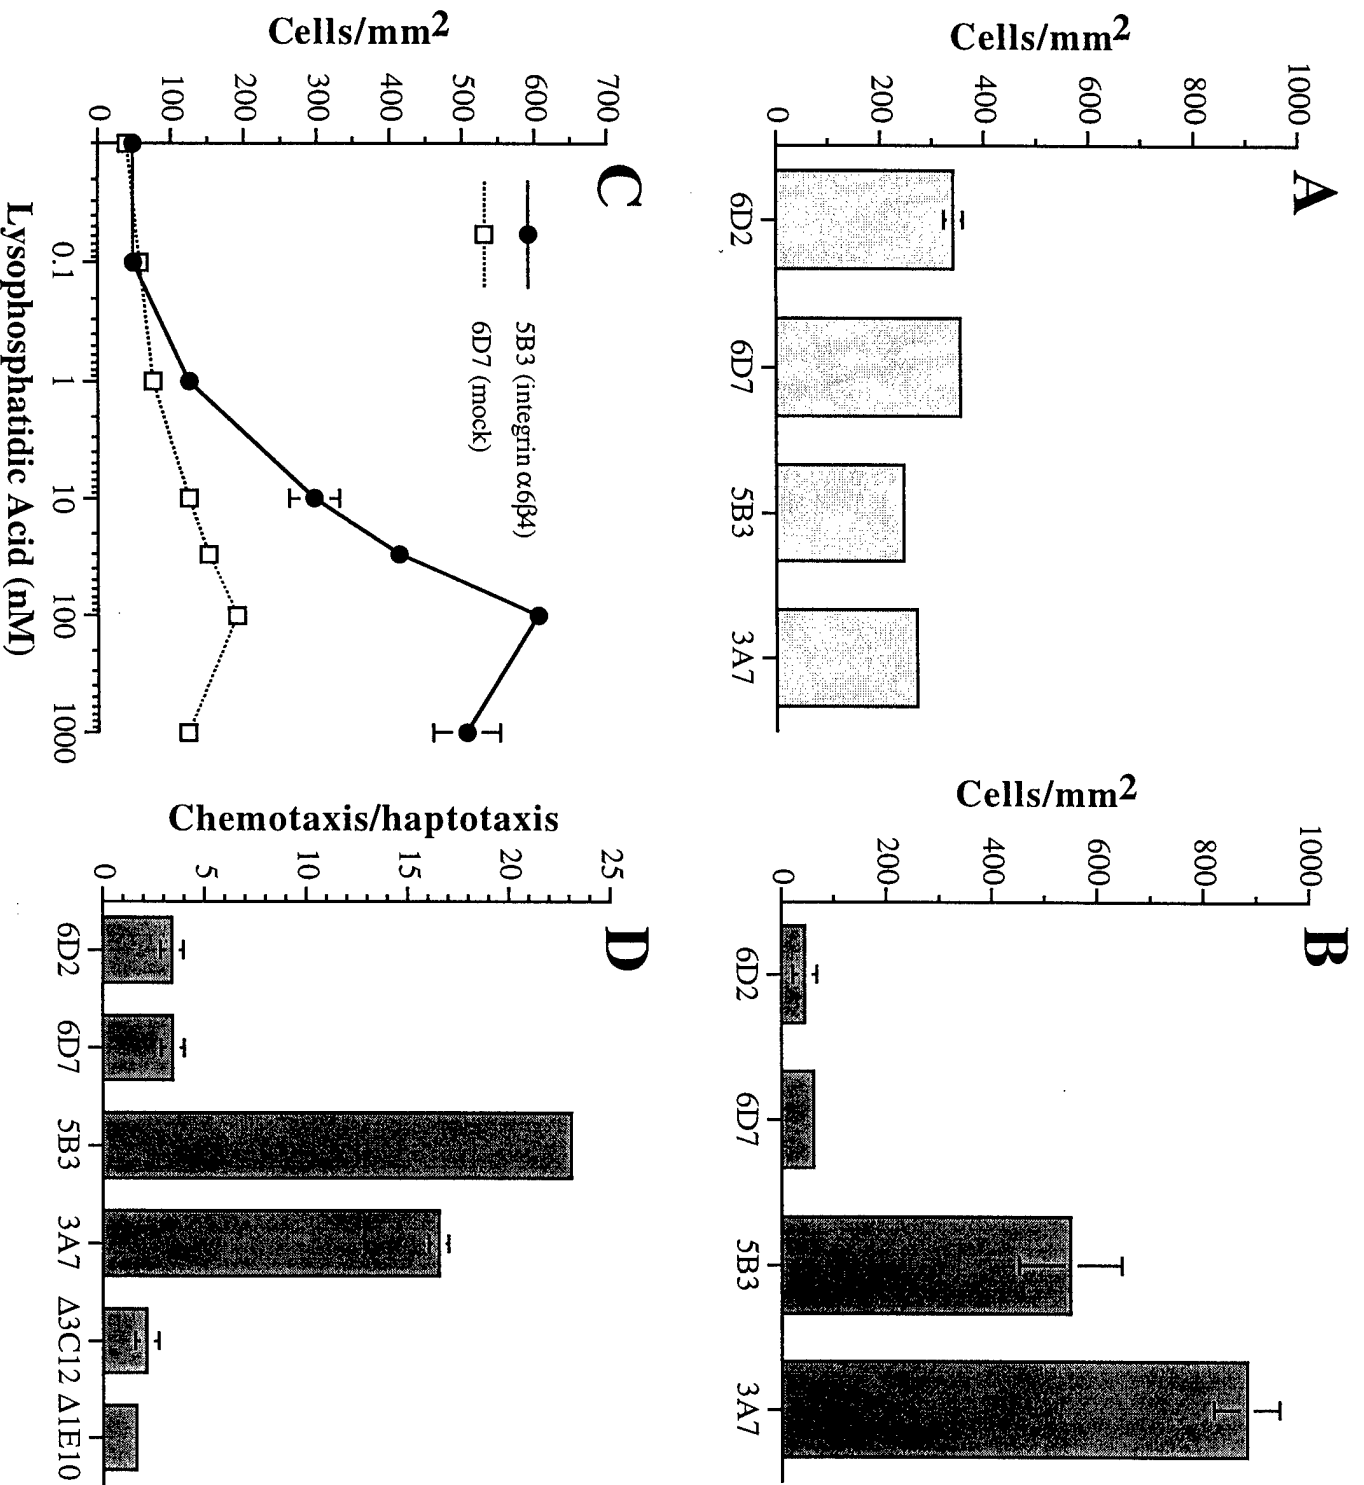 A
Cells/mm2
1000
800
600
400
200
0
6D2
6D7
5B3
3A7
B
Cells/mm2
1000
800
600
400
200
0
6D2
6D7
5B3
3A7
C
Cells/mm2
700
600
500
400
300
200
100
0
5B3 (integrin α6β4)
6D7 (mock)
0.1
1
10
100
1000
Lysophosphatidic Acid (nM)
D
Chemotaxis/haptotaxis
25
20
15
10
5
0
6D2
6D7
5B3
3A7
Δ3C12
Δ1E10